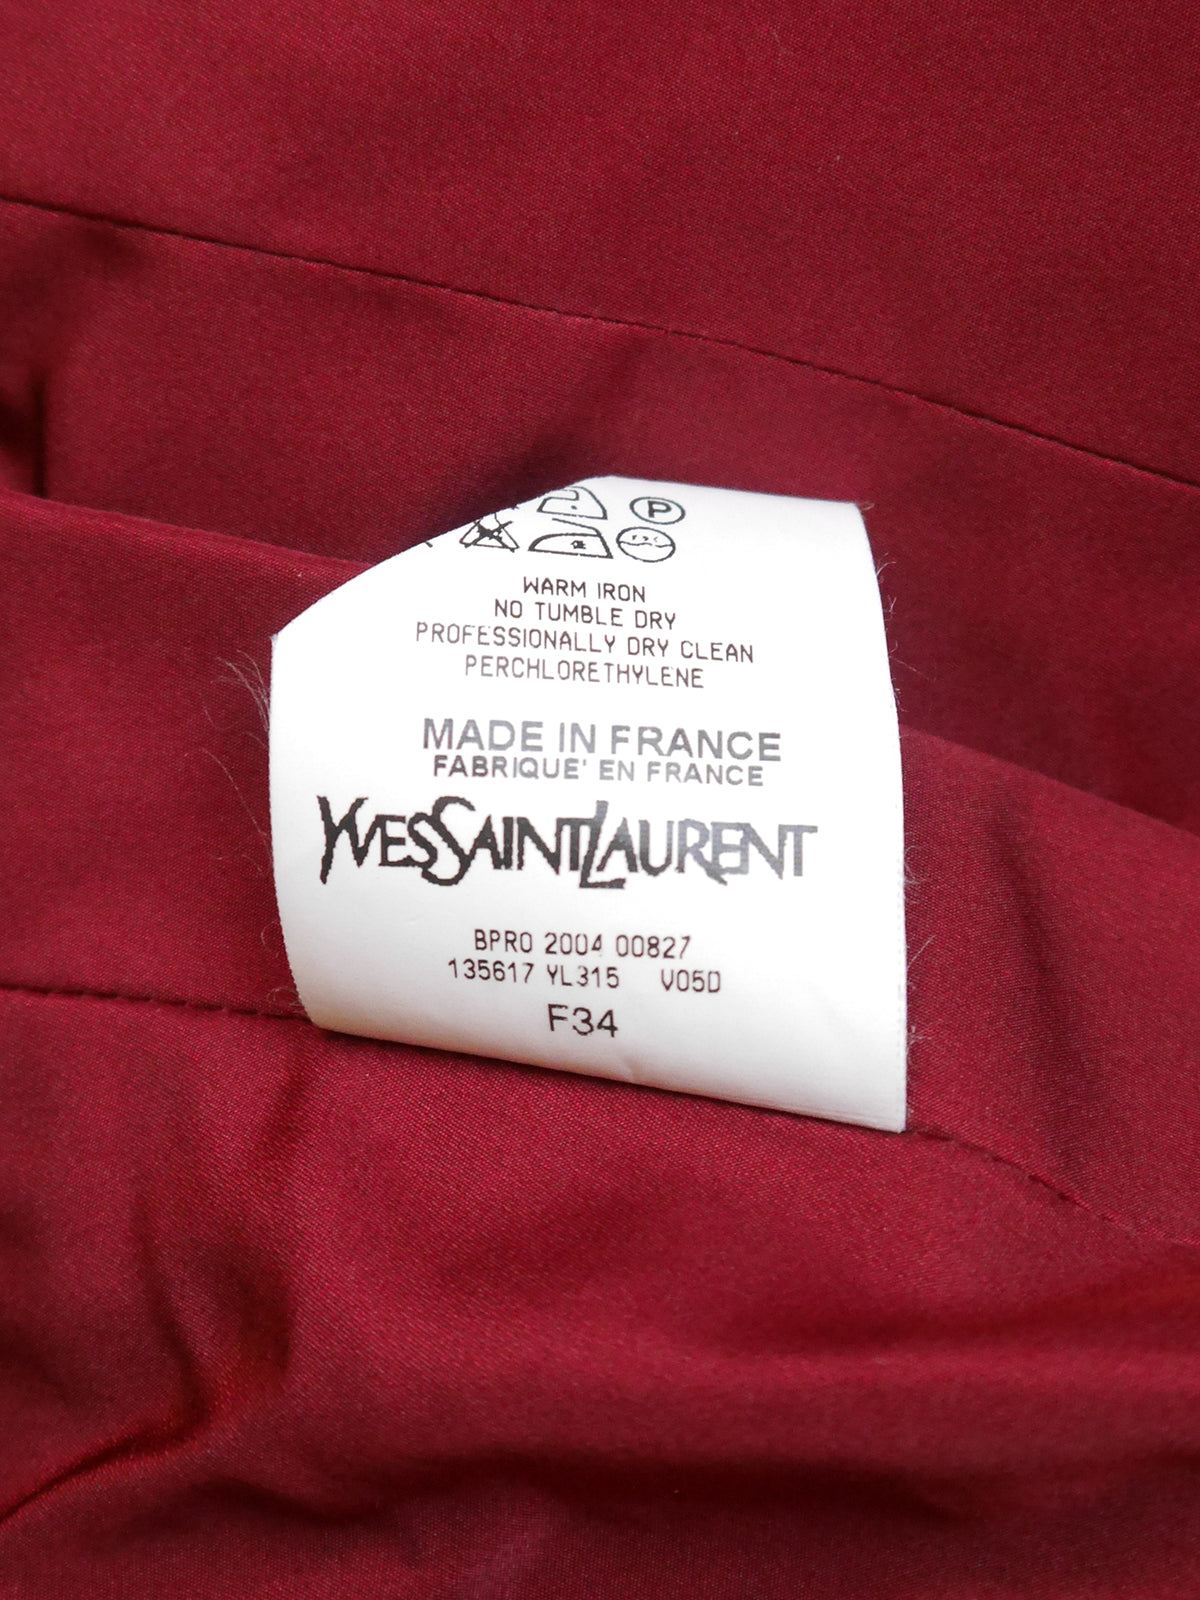 P
WARM IRON
NO TUMBLE DRY
PROFESSIONALLY DRY CLEAN
PERCHLORETHYLENE
MADE IN FRANCE
FABRIQUE' EN FRANCE
YVESSAINTLAURENT
BPRO 2004 00827
135617 YL315 V05D
F34